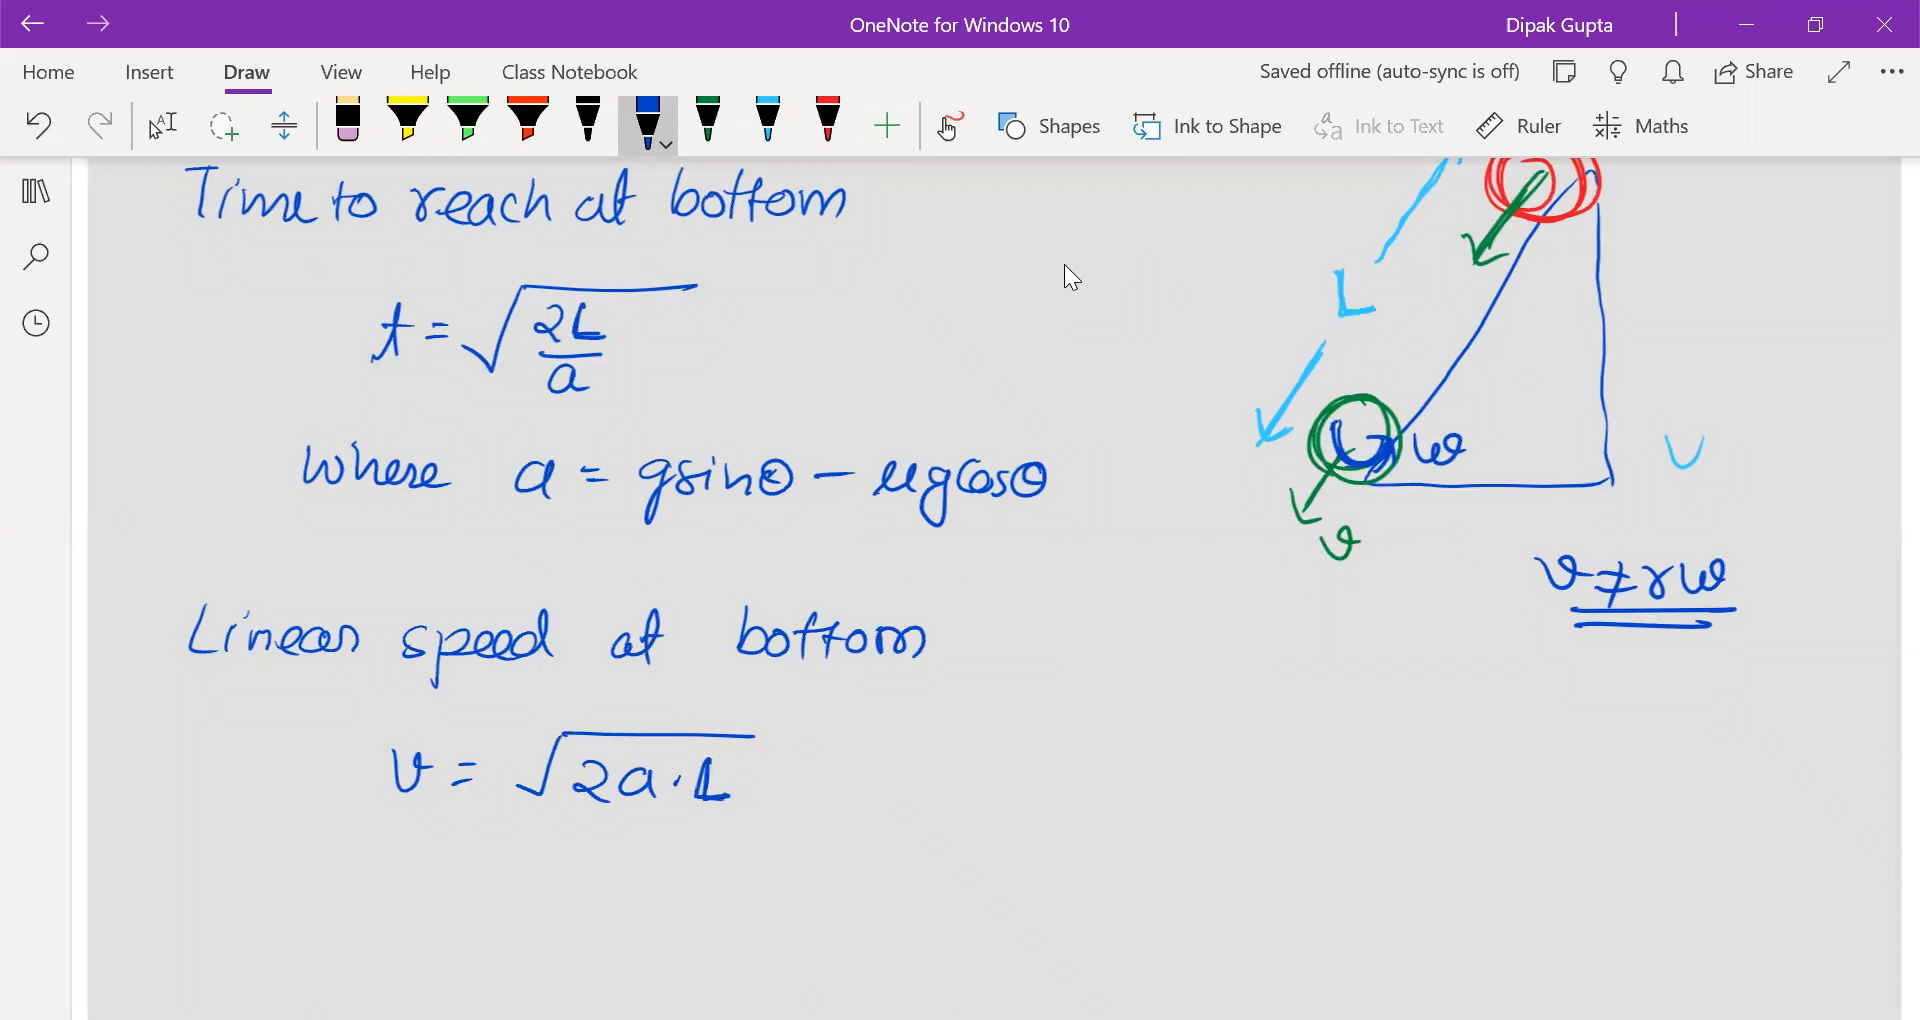 OneNote for Windows 10
Dipak Gupta
Home Insert Draw View Help Class Notebook
Saved offline (auto-sync is off) Share
Shapes Ink to Shape Ink to Text Ruler Maths
Time to reach at bottom
t = √(2L/a)
L
where a = gsinθ - μgcosθ
ω
v
v ≠ rω
Linear speed at bottom
v = √(2a·L)